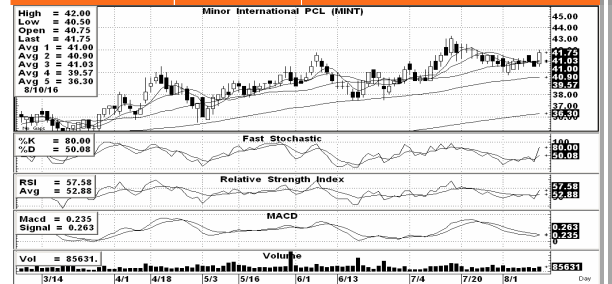 Minor International PCL (MINT)
High = 42.00
Low = 40.50
Open = 40.75
Last = 41.75
Avg 1 = 41.00
Avg 2 = 40.90
Avg 3 = 41.03
Avg 4 = 39.57
Avg 5 = 36.30
8/10/16
No Gaps
45.00
44.00
43.00
41.75
41.03
41.00
40.90
39.57
38.00
37.00
36.30
Fast Stochastic
%K = 80.00
%D = 50.08
100
80.00
50.08
Relative Strength Index
RSI = 57.58
Avg = 52.88
57.58
52.88
MACD
Macd = 0.235
Signal = 0.263
0.263
0.235
0
Volume
Vol = 85631.
85631
3/14 4/1 4/18 5/3 5/16 6/1 6/13 7/4 7/20 8/1 Day